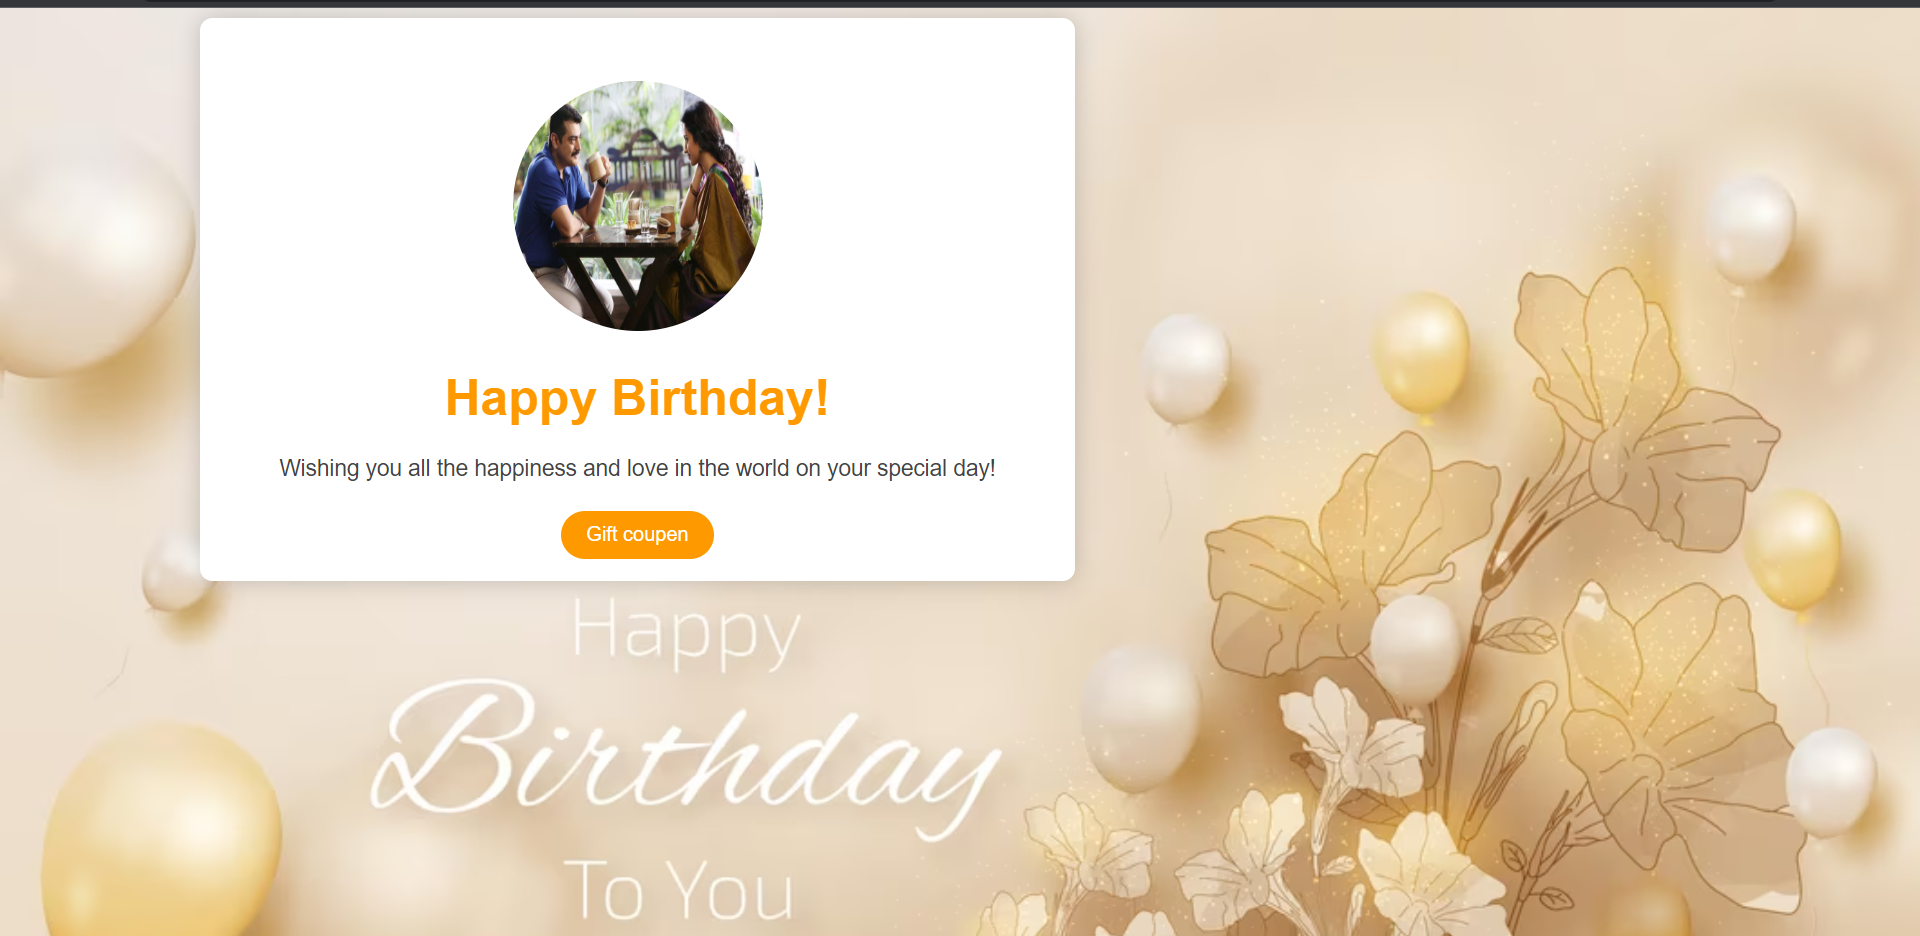 Happy Birthday!
Wishing you all the happiness and love in the world on your special day!
Gift coupen
Happy
Birthday
To You